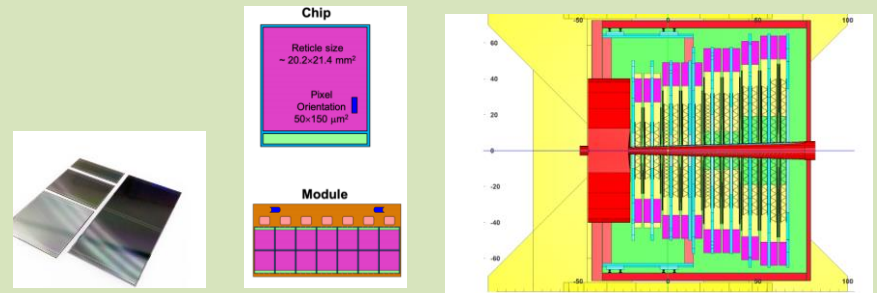 Chip
Reticle size
~ 20.2×21.4 mm²
Pixel
Orientation
50×150 μm²
Module
-50
0
50
100
60
40
20
0
-20
-40
-60
-50
0
100